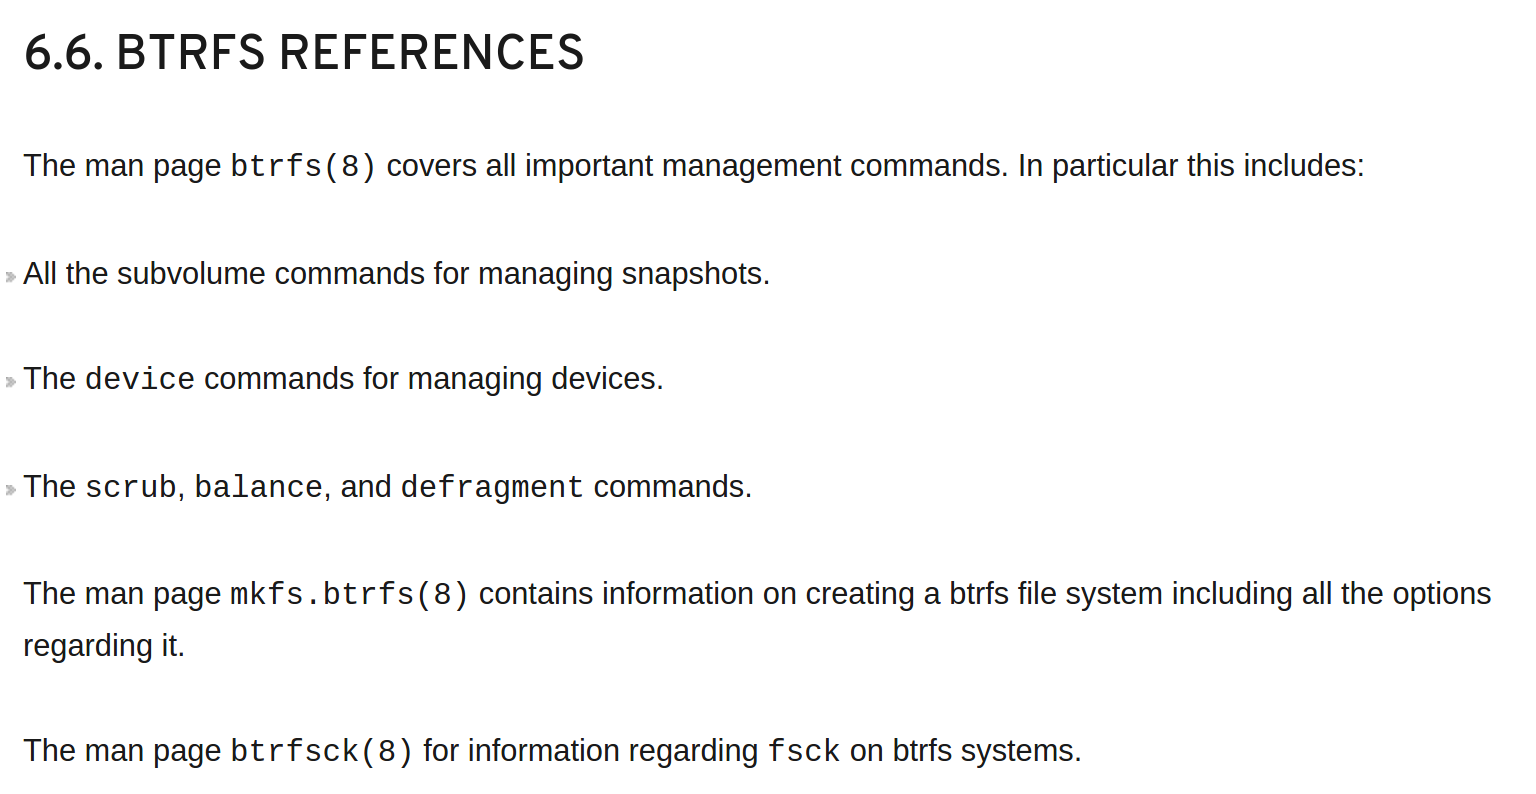 6.6. BTRFS REFERENCES
The man page btrfs(8) covers all important management commands. In particular this includes:
All the subvolume commands for managing snapshots.
The device commands for managing devices.
The scrub, balance, and defragment commands.
The man page mkfs.btrfs(8) contains information on creating a btrfs file system including all the options
regarding it.
The man page btrfsck(8) for information regarding fsck on btrfs systems.